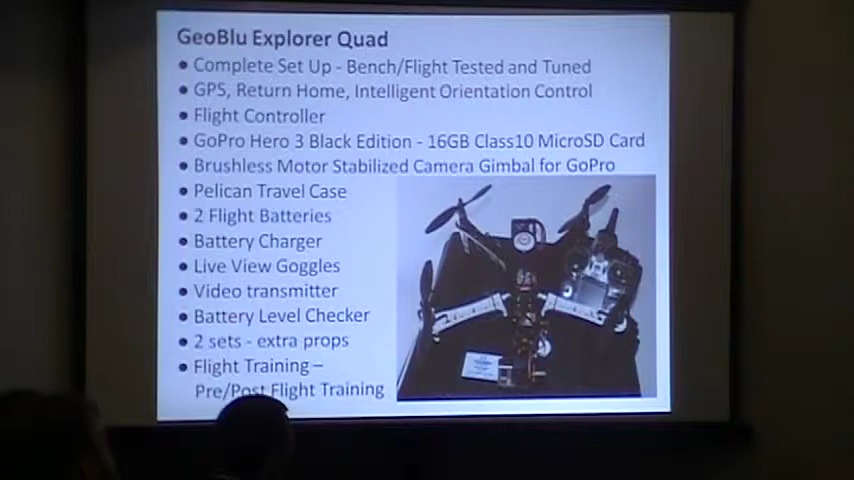 GeoBlu Explorer Quad
• Complete Set Up - Bench/Flight Tested and Tuned
• GPS, Return Home, Intelligent Orientation Control
• Flight Controller
• GoPro Hero 3 Black Edition - 16GB Class10 MicroSD Card
• Brushless Motor Stabilized Camera Gimbal for GoPro
• Pelican Travel Case
• 2 Flight Batteries
• Battery Charger
• Live View Goggles
• Video transmitter
• Battery Level Checker
• 2 sets - extra props
• Flight Training –
Pre/Post Flight Training